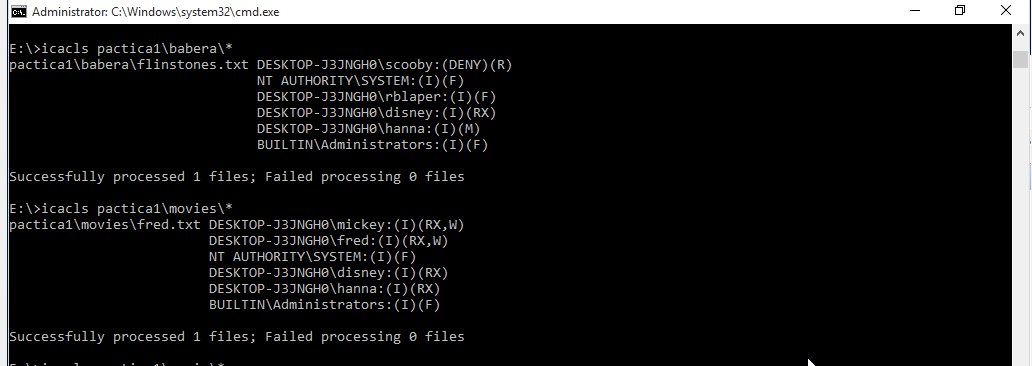 Administrator: C:\Windows\system32\cmd.exe
E:\>icacls pactica1\babera\*
pactica1\babera\flinstones.txt DESKTOP-J3JNGH0\scooby:(DENY)(R)
NT AUTHORITY\SYSTEM:(I)(F)
DESKTOP-J3JNGH0\rblaper:(I)(F)
DESKTOP-J3JNGH0\disney:(I)(RX)
DESKTOP-J3JNGH0\hanna:(I)(M)
BUILTIN\Administrators:(I)(F)
Successfully processed 1 files; Failed processing 0 files
E:\>icacls pactica1\movies\*
pactica1\movies\fred.txt DESKTOP-J3JNGH0\mickey:(I)(RX,W)
DESKTOP-J3JNGH0\fred:(I)(RX,W)
NT AUTHORITY\SYSTEM:(I)(F)
DESKTOP-J3JNGH0\disney:(I)(RX)
DESKTOP-J3JNGH0\hanna:(I)(RX)
BUILTIN\Administrators:(I)(F)
Successfully processed 1 files; Failed processing 0 files